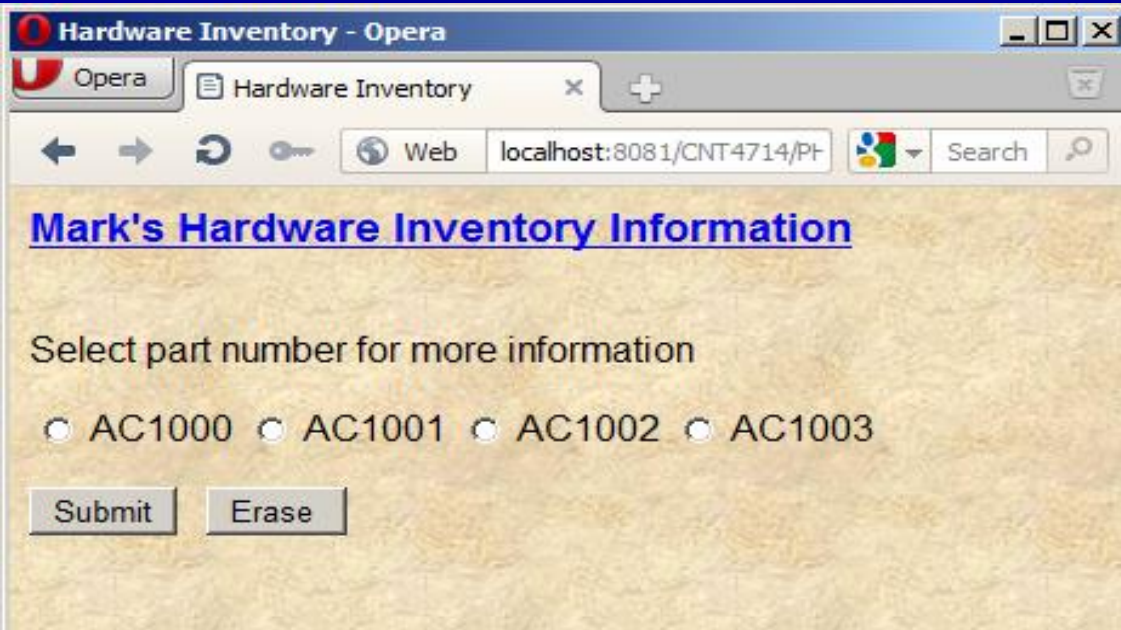 Hardware Inventory - Opera
Opera
Hardware Inventory
Web localhost:8081/CNT4714/PH Search
Mark's Hardware Inventory Information
Select part number for more information
AC1000 AC1001 AC1002 AC1003
Submit Erase